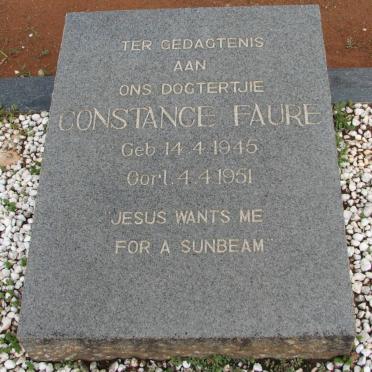 TER GEDAGTENIS
AAN
ONS DOGTERTJIE
CONSTANCE FAURE
Geb. 14.4.1945
Oorl. 4.4.1951
"JESUS WANTS ME
FOR A SUNBEAM"